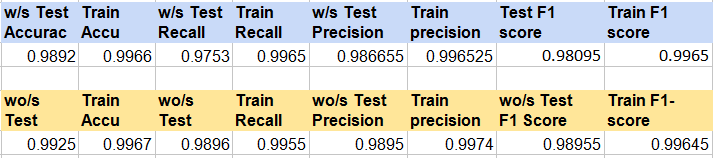 w/s Test Train w/s Test Train w/s Test Train Test F1 Train F1
Accurac Accu Recall Recall Precision precision score score
0.9892 0.9966 0.9753 0.9965 0.986655 0.996525 0.98095 0.9965
wo/s Train wo/s Train wo/s Test Train wo/s Test Train F1-
Test Accu Test Recall Precision precision F1 Score score
0.9925 0.9967 0.9896 0.9955 0.9895 0.9974 0.98955 0.99645